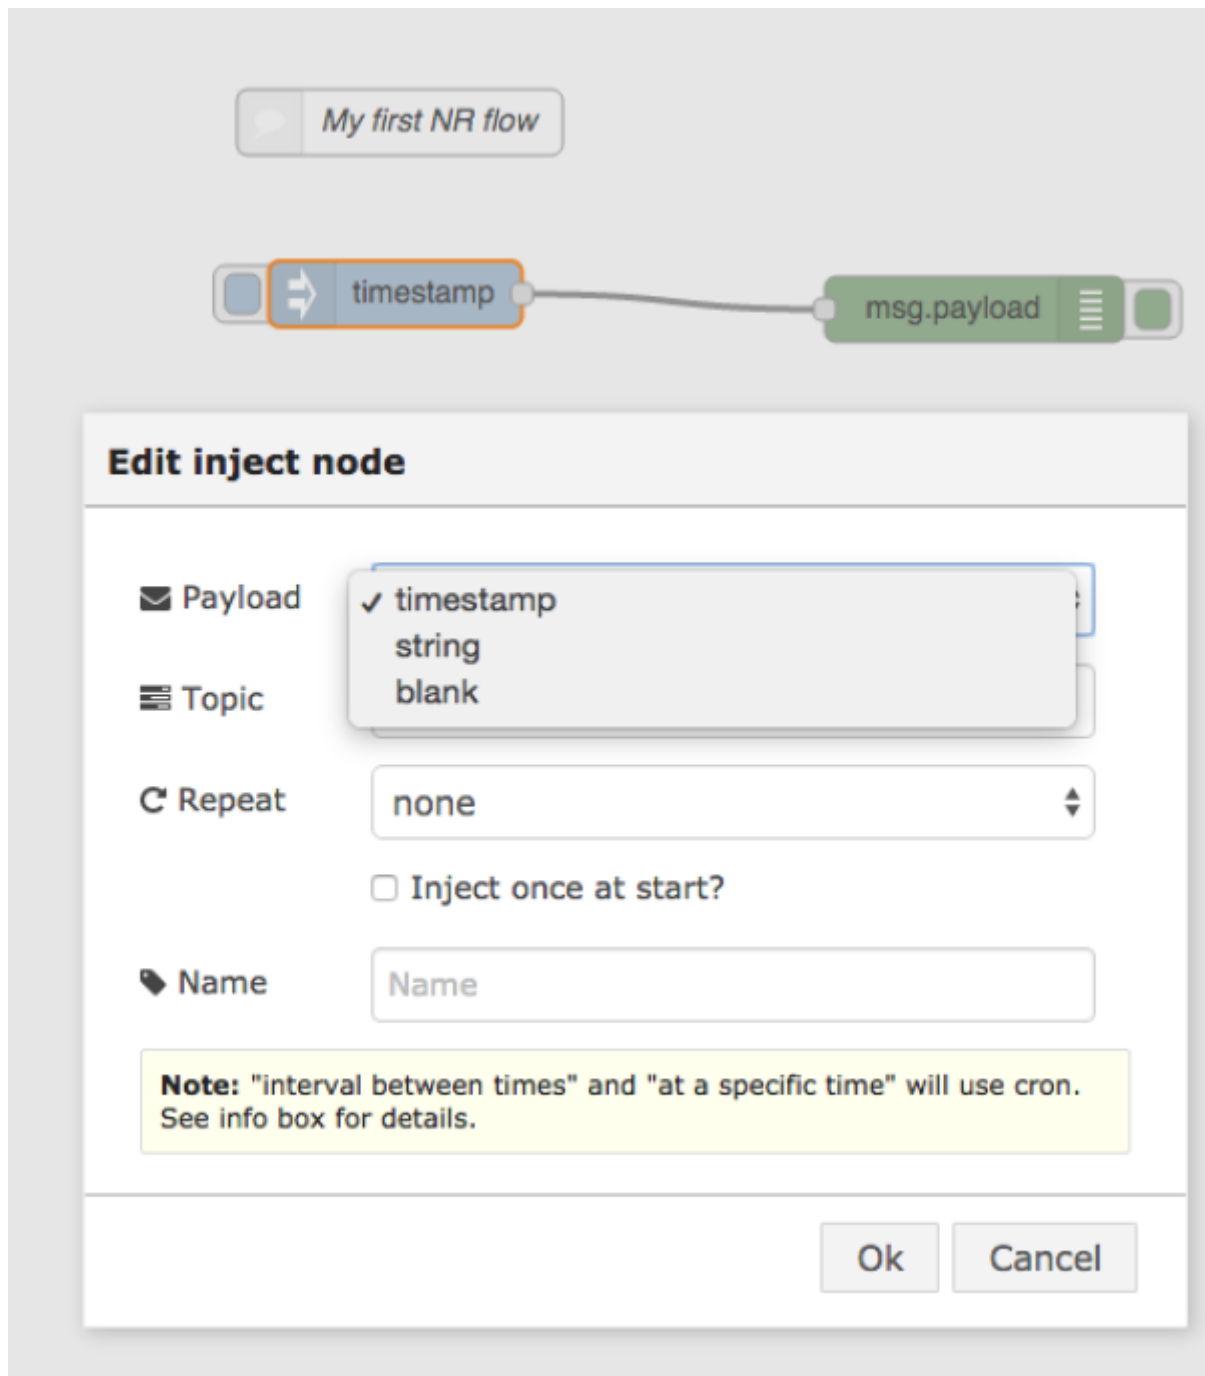 My first NR flow
timestamp
msg.payload
Edit inject node
Payload
timestamp
string
blank
Topic
Repeat
none
Inject once at start?
Name
Name
Note: "interval between times" and "at a specific time" will use cron.
See info box for details.
Ok
Cancel